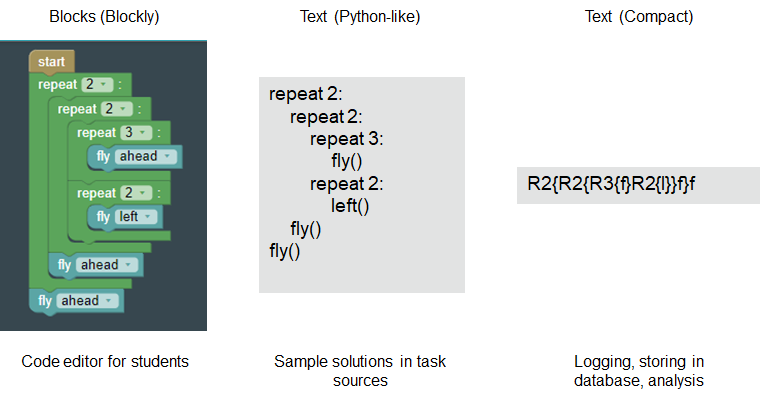 Blocks (Blockly)
Text (Python-like)
Text (Compact)
start
repeat 2 :
repeat 2 :
repeat 3 :
fly ahead
repeat 2 :
fly left
fly ahead
fly ahead
repeat 2:
repeat 2:
repeat 3:
fly()
repeat 2:
left()
fly()
fly()
R2{R2{R3{f}R2{l}}f}f
Code editor for students
Sample solutions in task
sources
Logging, storing in
database, analysis